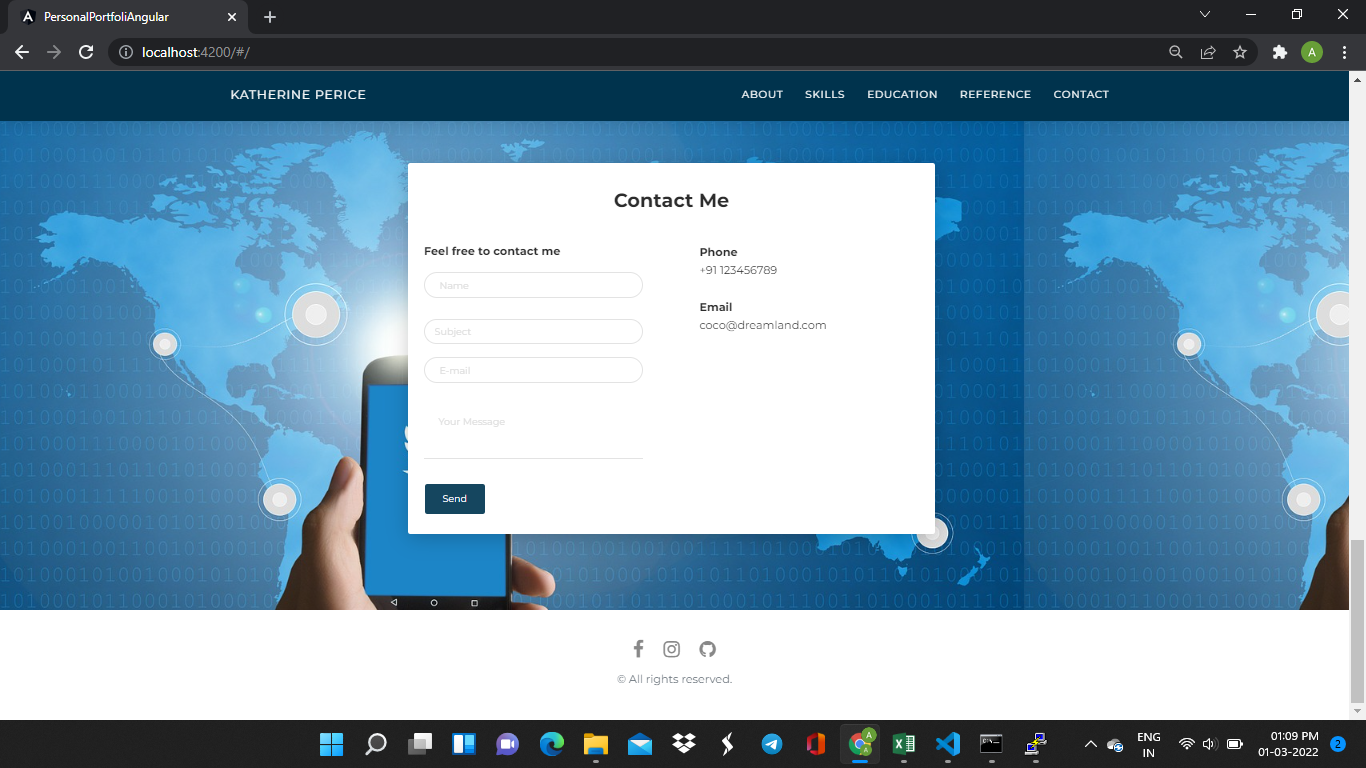 PersonalPortfoliAngular
localhost:4200/#/
A
KATHERINE PERICE
ABOUT SKILLS EDUCATION REFERENCE CONTACT
Contact Me
Feel free to contact me
Name
Subject
E-mail
Your Message
Send
Phone
+91 123456789
Email
coco@dreamland.com
© All rights reserved.
ENG
IN
01:09 PM
01-03-2022
2